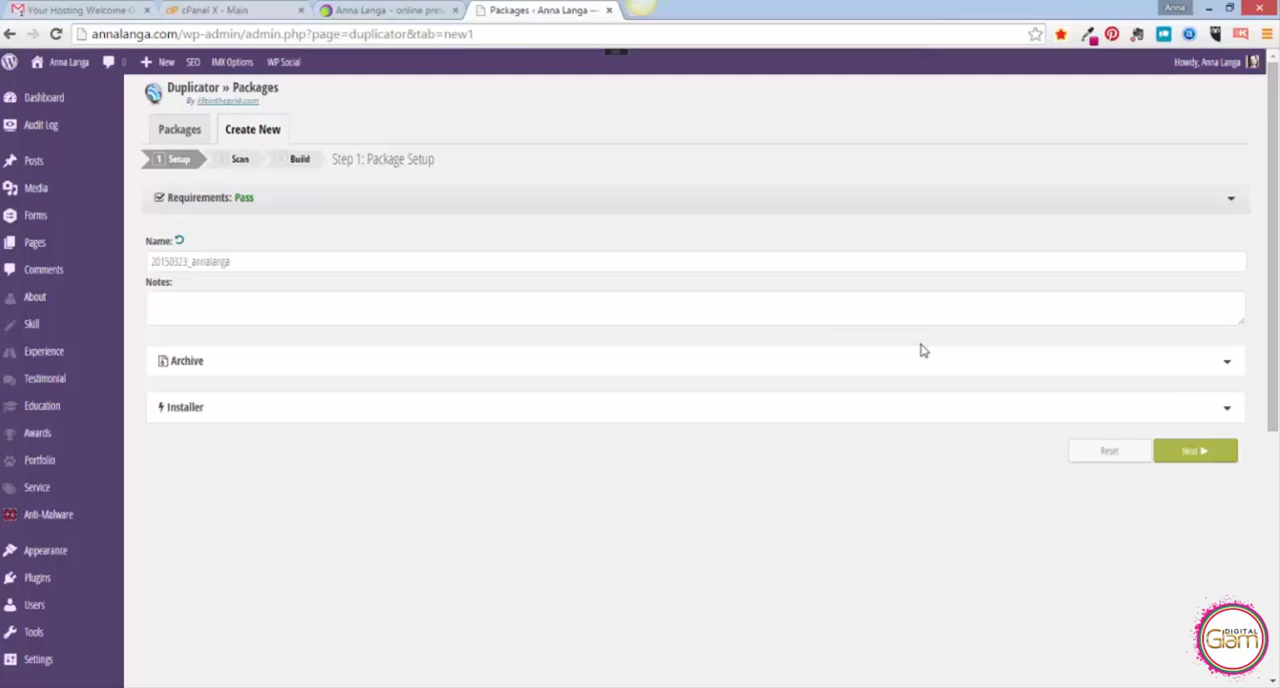 Your Hosting Welcome G
cPanel X - Main
Anna Langa - online pres
Packages ‹ Anna Langa —
Anna
annalanga.com/wp-admin/admin.php?page=duplicator&tab=new1
Anna Langa
0
New
SEO
IMX Options
WP Social
Howdy, Anna Langa
Duplicator » Packages
By lifeinthegrid.com
Packages
Create New
1 Setup
Scan
Build
Step 1: Package Setup
Requirements: Pass
Name:
20150323_annalanga
Notes:
Archive
Installer
Reset
Next ▶
Dashboard
Audit Log
Posts
Media
Forms
Pages
Comments
About
Skill
Experience
Testimonial
Education
Awards
Portfolio
Service
Anti-Malware
Appearance
Plugins
Users
Tools
Settings
DIGITAL
Glam